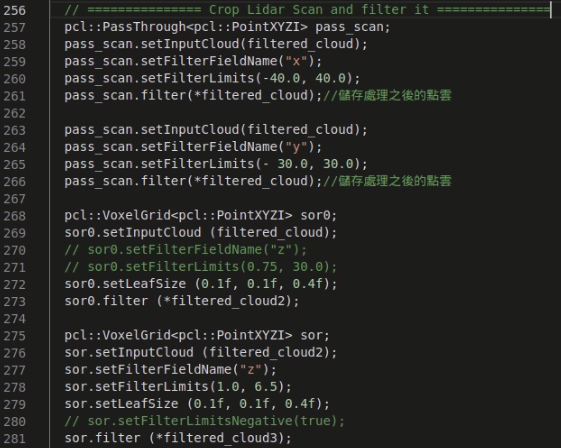 256 // =============== Crop Lidar Scan and filter it ===============
257 pcl::PassThrough<pcl::PointXYZI> pass_scan;
258 pass_scan.setInputCloud(filtered_cloud);
259 pass_scan.setFilterFieldName("x");
260 pass_scan.setFilterLimits(-40.0, 40.0);
261 pass_scan.filter(*filtered_cloud);//儲存處理之後的點雲
262
263 pass_scan.setInputCloud(filtered_cloud);
264 pass_scan.setFilterFieldName("y");
265 pass_scan.setFilterLimits(- 30.0, 30.0);
266 pass_scan.filter(*filtered_cloud);//儲存處理之後的點雲
267
268 pcl::VoxelGrid<pcl::PointXYZI> sor0;
269 sor0.setInputCloud (filtered_cloud);
270 // sor0.setFilterFieldName("z");
271 // sor0.setFilterLimits(0.75, 30.0);
272 sor0.setLeafSize (0.1f, 0.1f, 0.4f);
273 sor0.filter (*filtered_cloud2);
274
275 pcl::VoxelGrid<pcl::PointXYZI> sor;
276 sor.setInputCloud (filtered_cloud2);
277 sor.setFilterFieldName("z");
278 sor.setFilterLimits(1.0, 6.5);
279 sor.setLeafSize (0.1f, 0.1f, 0.4f);
280 // sor.setFilterLimitsNegative(true);
281 sor.filter (*filtered_cloud3);